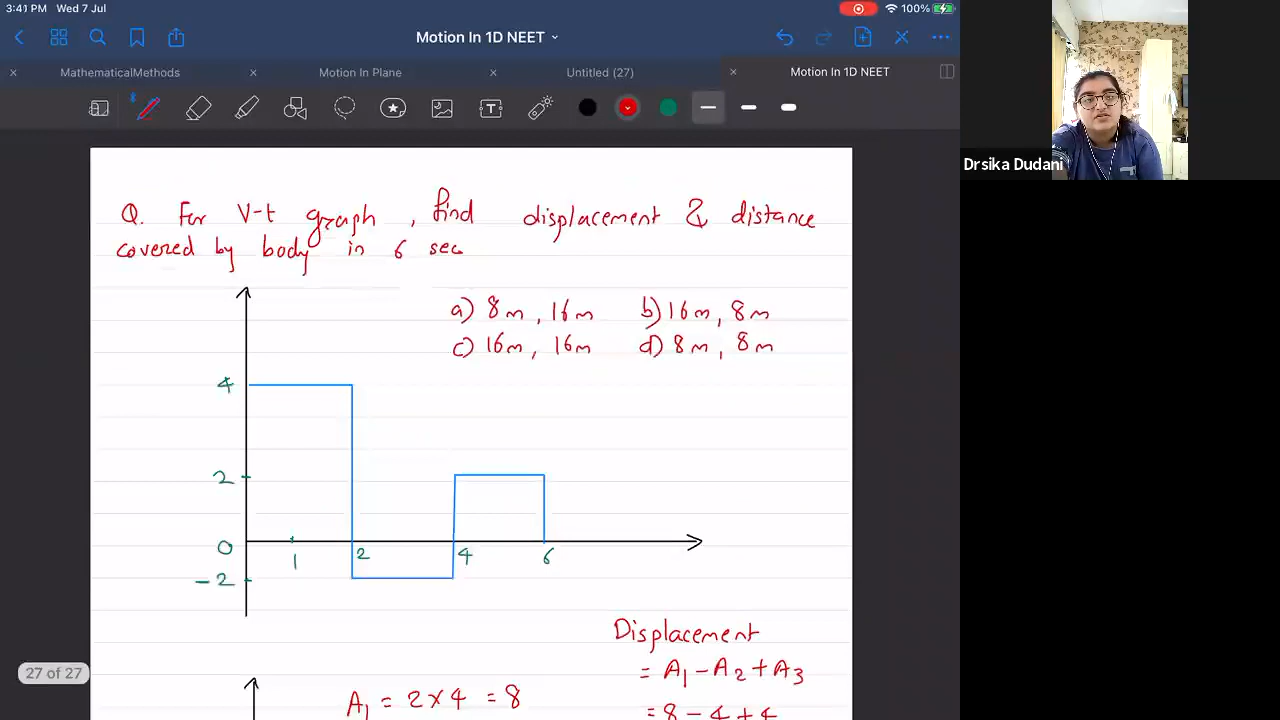 3:41 PM Wed 7 Jul
100%
Motion In 1D NEET
MathematicalMethods
Motion In Plane
Untitled (27)
Motion In 1D NEET
Drsika Dudani
Q. For V-t graph, find displacement & distance
covered by body in 6 sec
a) 8m, 16m b) 16m, 8m
c) 16m, 16m d) 8m, 8m
4
2
0
-2
1 2 4 6
Displacement
= A1 - A2 + A3
A1 = 2 x 4 = 8
= 8 - 4 + 4
27 of 27